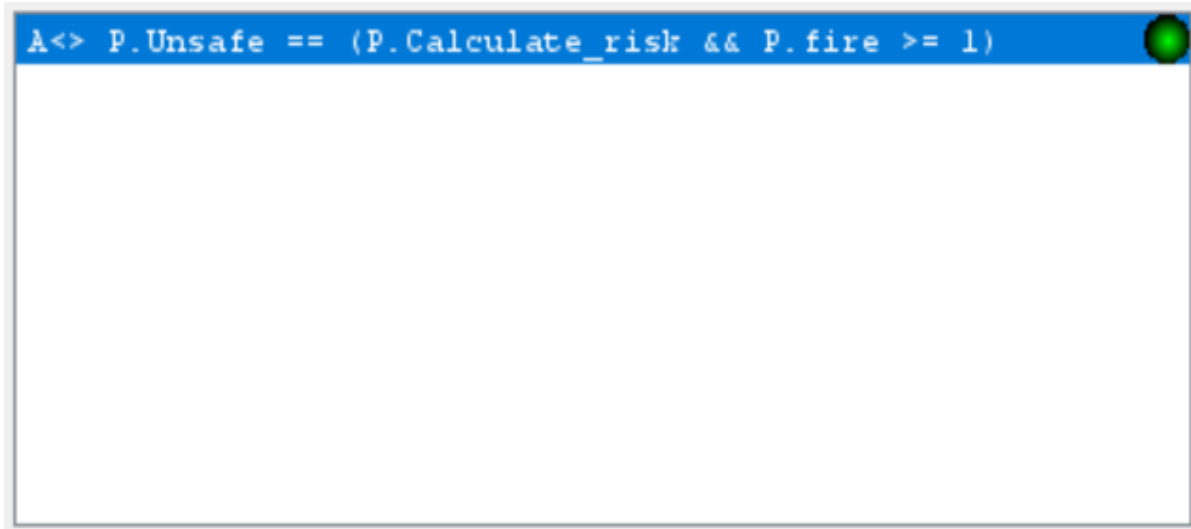 A<> P.Unsafe == (P.Calculate_risk && P.fire >= 1)